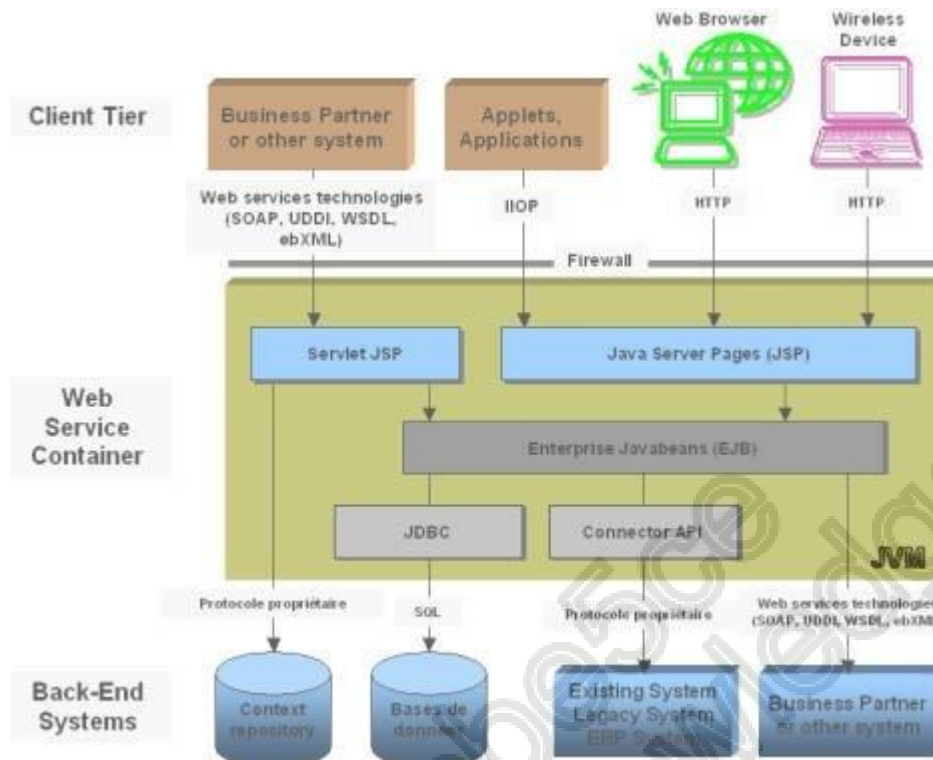 Web Browser
Wireless
Device
Client Tier
Business Partner
or other system
Applets,
Applications
Web services technologies
(SOAP, UDDI, WSDL,
ebXML)
IIOP
HTTP
HTTP
Firewall
Servlet JSP
Java Server Pages (JSP)
Web
Service
Container
Enterprise Javabeans (EJB)
JDBC
Connector API
JVM
Protocole propriétaire
SQL
Protocole propriétaire
Web services technologies
(SOAP, UDDI, WSDL, ebXML
Back-End
Systems
Context
repository
Bases de
données
Existing System
Legacy System
ERP System
Business Partner
or other system